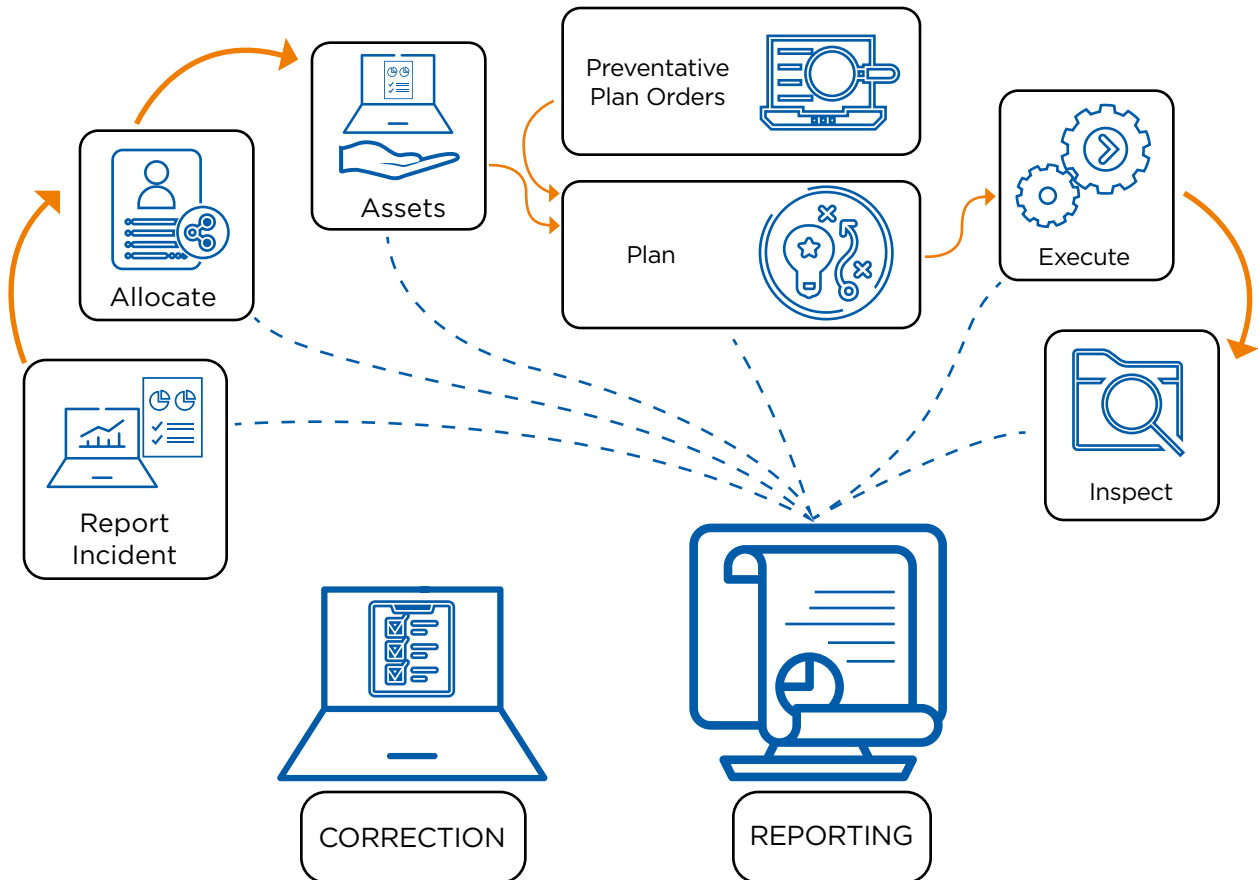 Preventative
Plan Orders
Assets
Plan
Execute
Allocate
Inspect
Report
Incident
CORRECTION
REPORTING